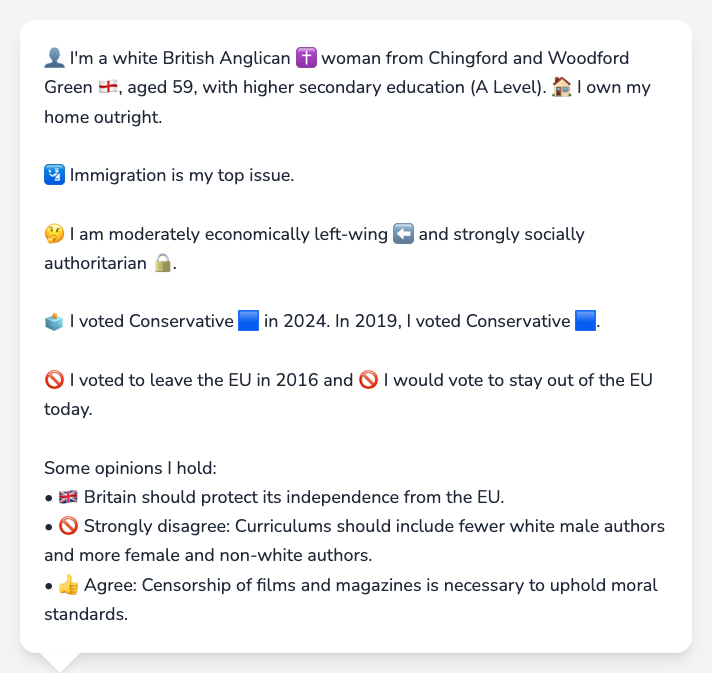 👤 I'm a white British Anglican ✝️ woman from Chingford and Woodford
Green 🏴󠁧󠁢󠁥󠁮󠁧󠁿, aged 59, with higher secondary education (A Level). 🏠 I own my
home outright.
🛂 Immigration is my top issue.
🤔 I am moderately economically left-wing ⬅️ and strongly socially
authoritarian 🔒.
🗳️ I voted Conservative 🟦 in 2024. In 2019, I voted Conservative 🟦.
🚫 I voted to leave the EU in 2016 and 🚫 I would vote to stay out of the EU
today.
Some opinions I hold:
• 🇬🇧 Britain should protect its independence from the EU.
• 🚫 Strongly disagree: Curriculums should include fewer white male authors
and more female and non-white authors.
• 👍 Agree: Censorship of films and magazines is necessary to uphold moral
standards.